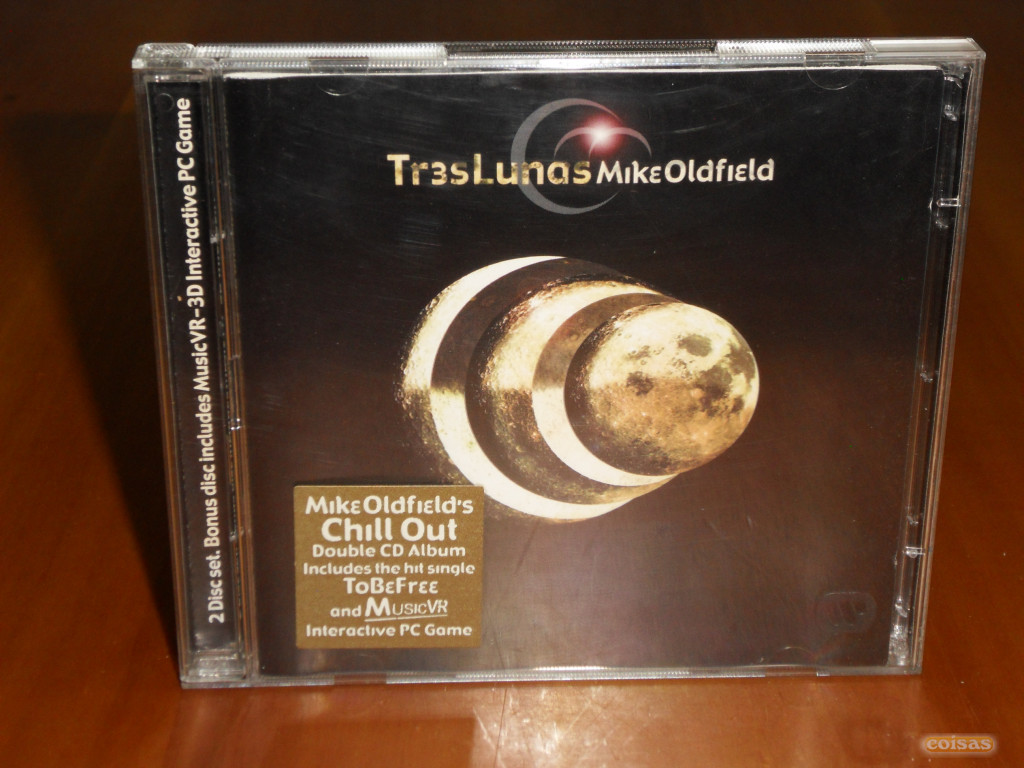 2 Disc set. Bonus disc includes MusicVR-3D Interactive PC Game
Tr3sLunas MikeOldfield
MikeOldfield's
Chill Out
Double CD Album
Includes the hit single
ToBeFree
and MusicVR
Interactive PC Game
coisas